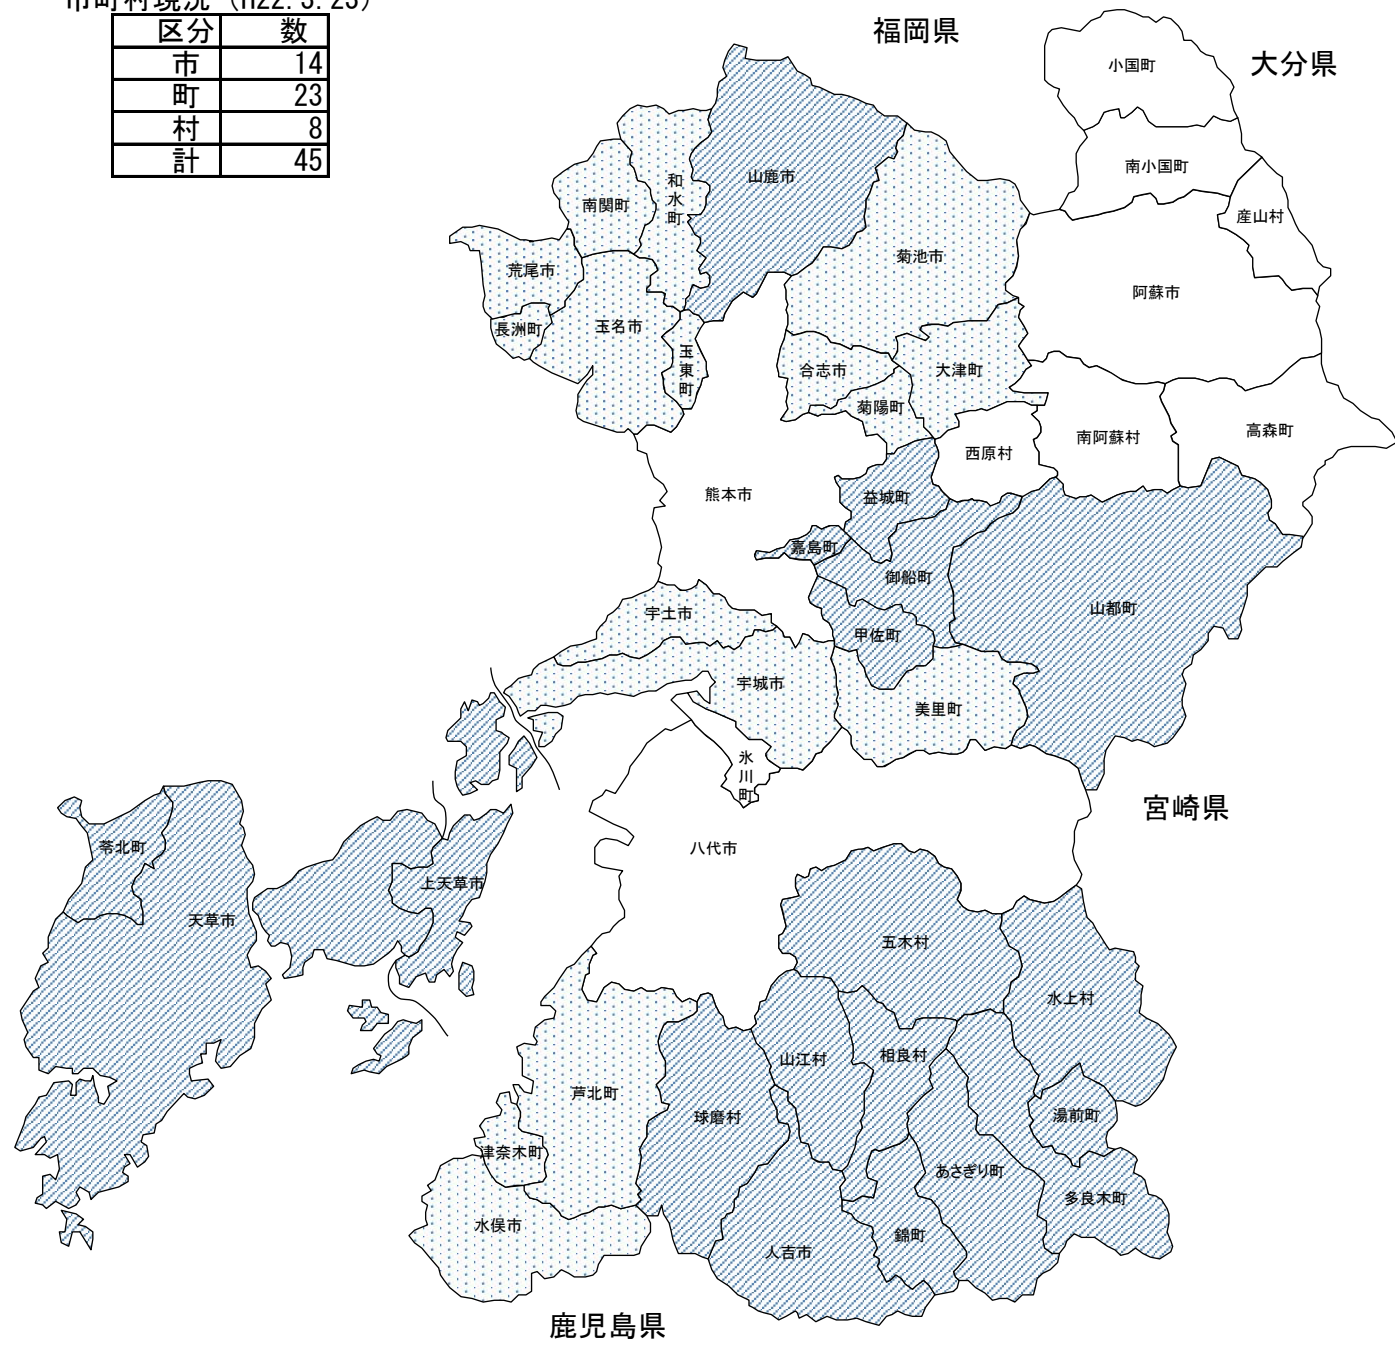 市町村現況（H22.3.23）
区分 数
市 14
町 23
村 8
計 45
福岡県
大分県
小国町
南小国町
産山村
山鹿市
和水町
南関町
菊池市
荒尾市
阿蘇市
長洲町
玉名市
玉東町
合志市
大津町
菊陽町
西原村
南阿蘇村
高森町
熊本市
益城町
嘉島町
御船町
山都町
宇土市
甲佐町
宇城市
美里町
氷川町
宮崎県
八代市
苓北町
上天草市
天草市
五木村
水上村
山江村
相良村
芦北町
球磨村
湯前町
津奈木町
あさぎり町
多良木町
水俣市
錦町
人吉市
鹿児島県